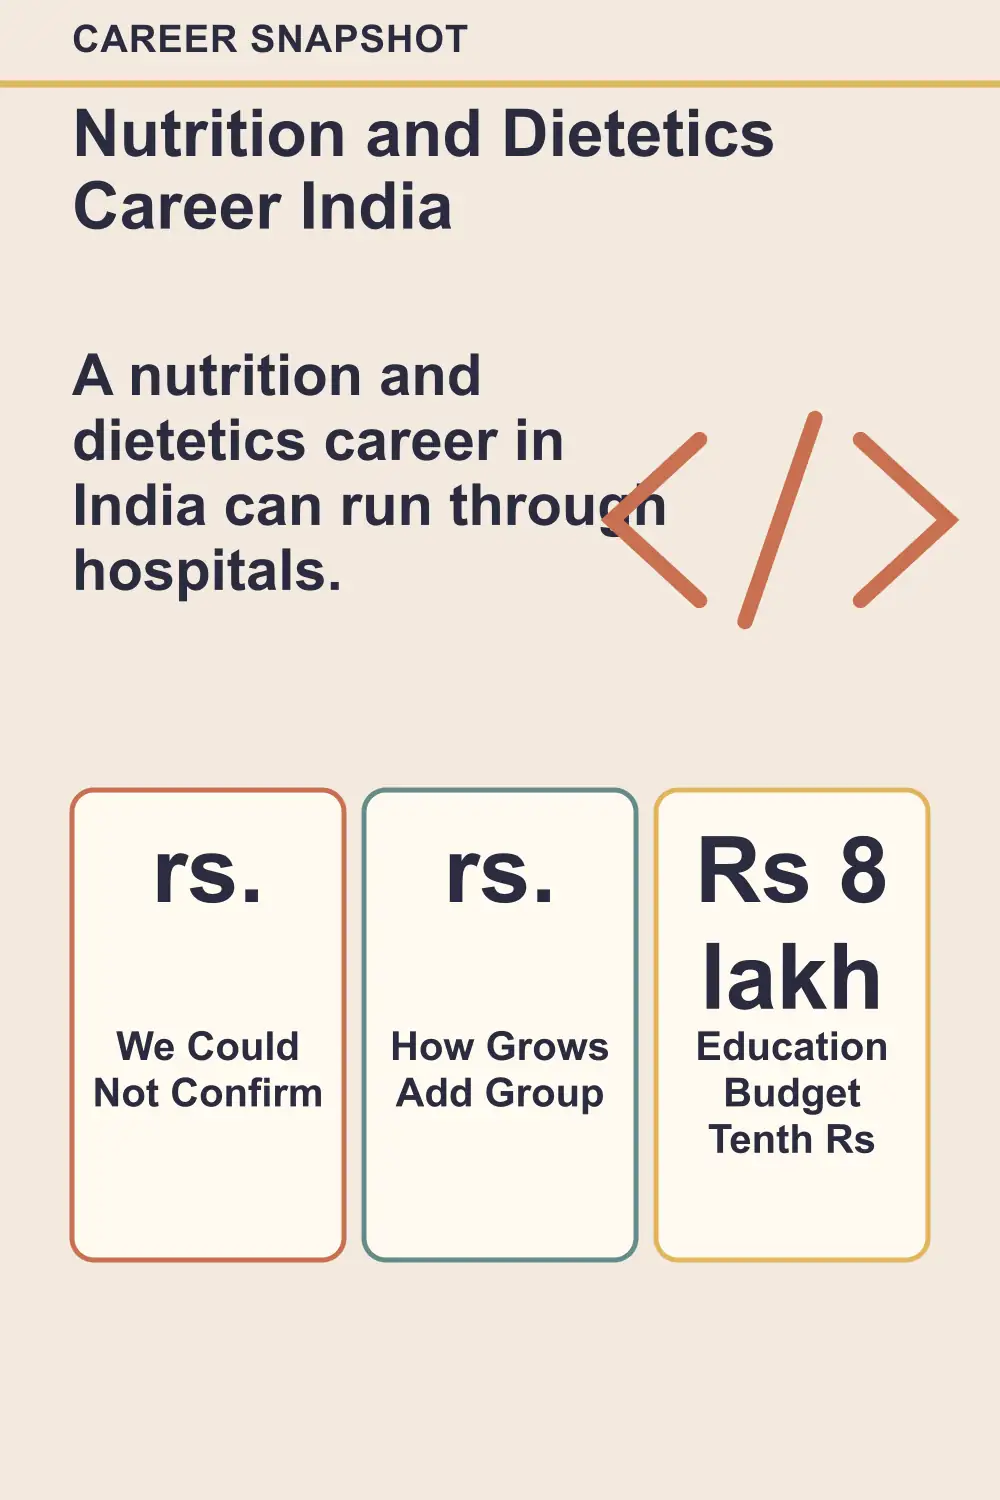 CAREER SNAPSHOT
Nutrition and Dietetics
Career India
A nutrition and
dietetics career in
India can run through
hospitals.
rs.
We Could
Not Confirm
rs.
How Grows
Add Group
Rs 8
lakh
Education
Budget
Tenth Rs